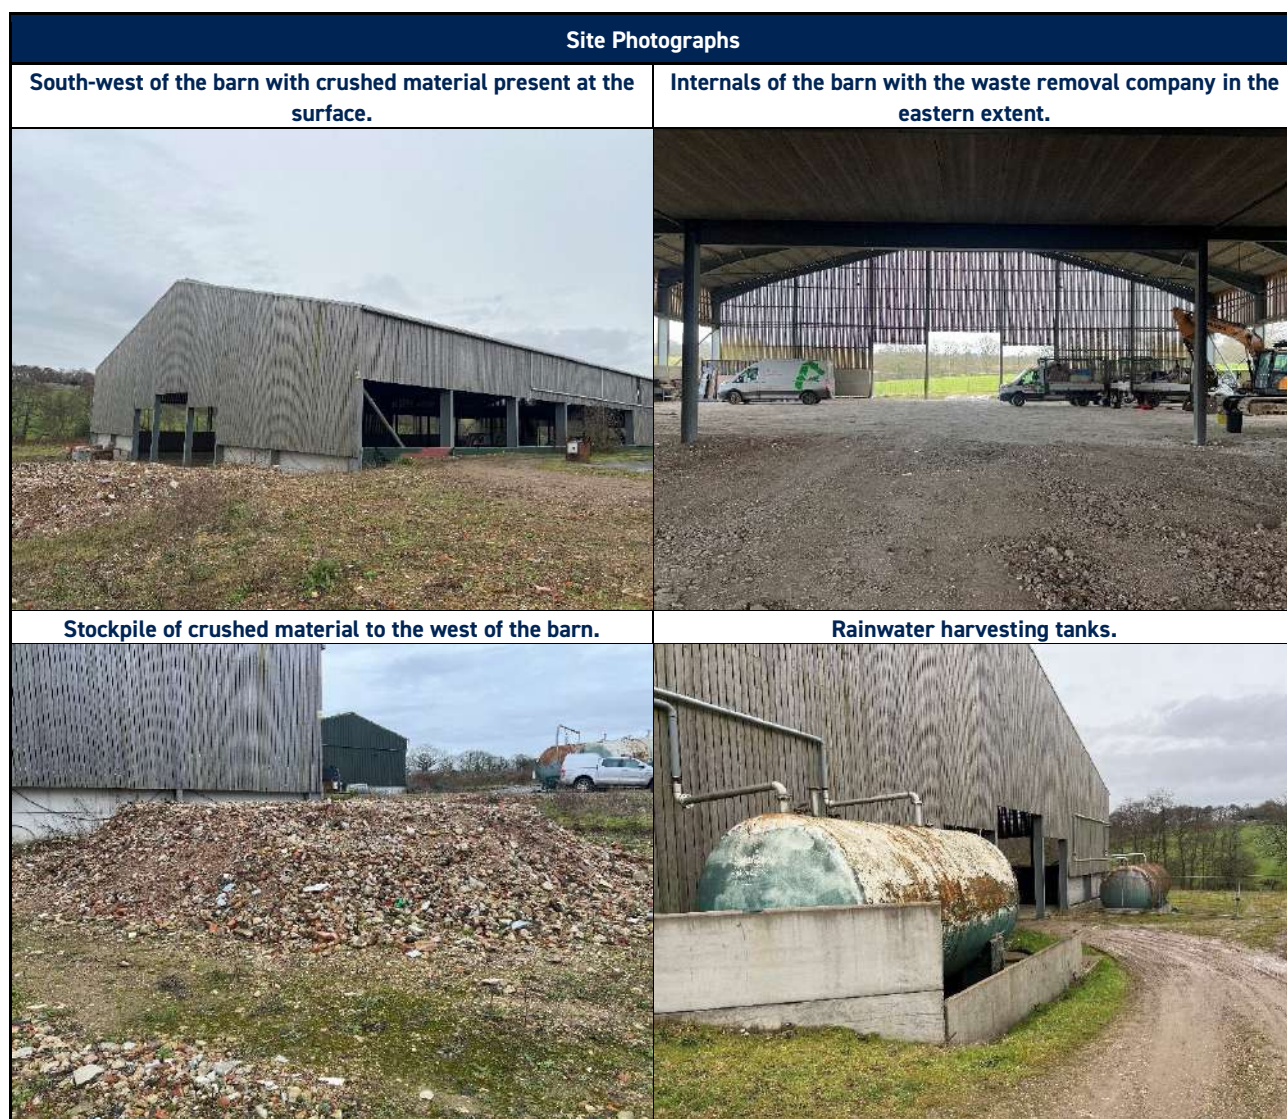 Site Photographs
South-west of the barn with crushed material present at the
surface.
Internals of the barn with the waste removal company in the
eastern extent.
Stockpile of crushed material to the west of the barn.
Rainwater harvesting tanks.